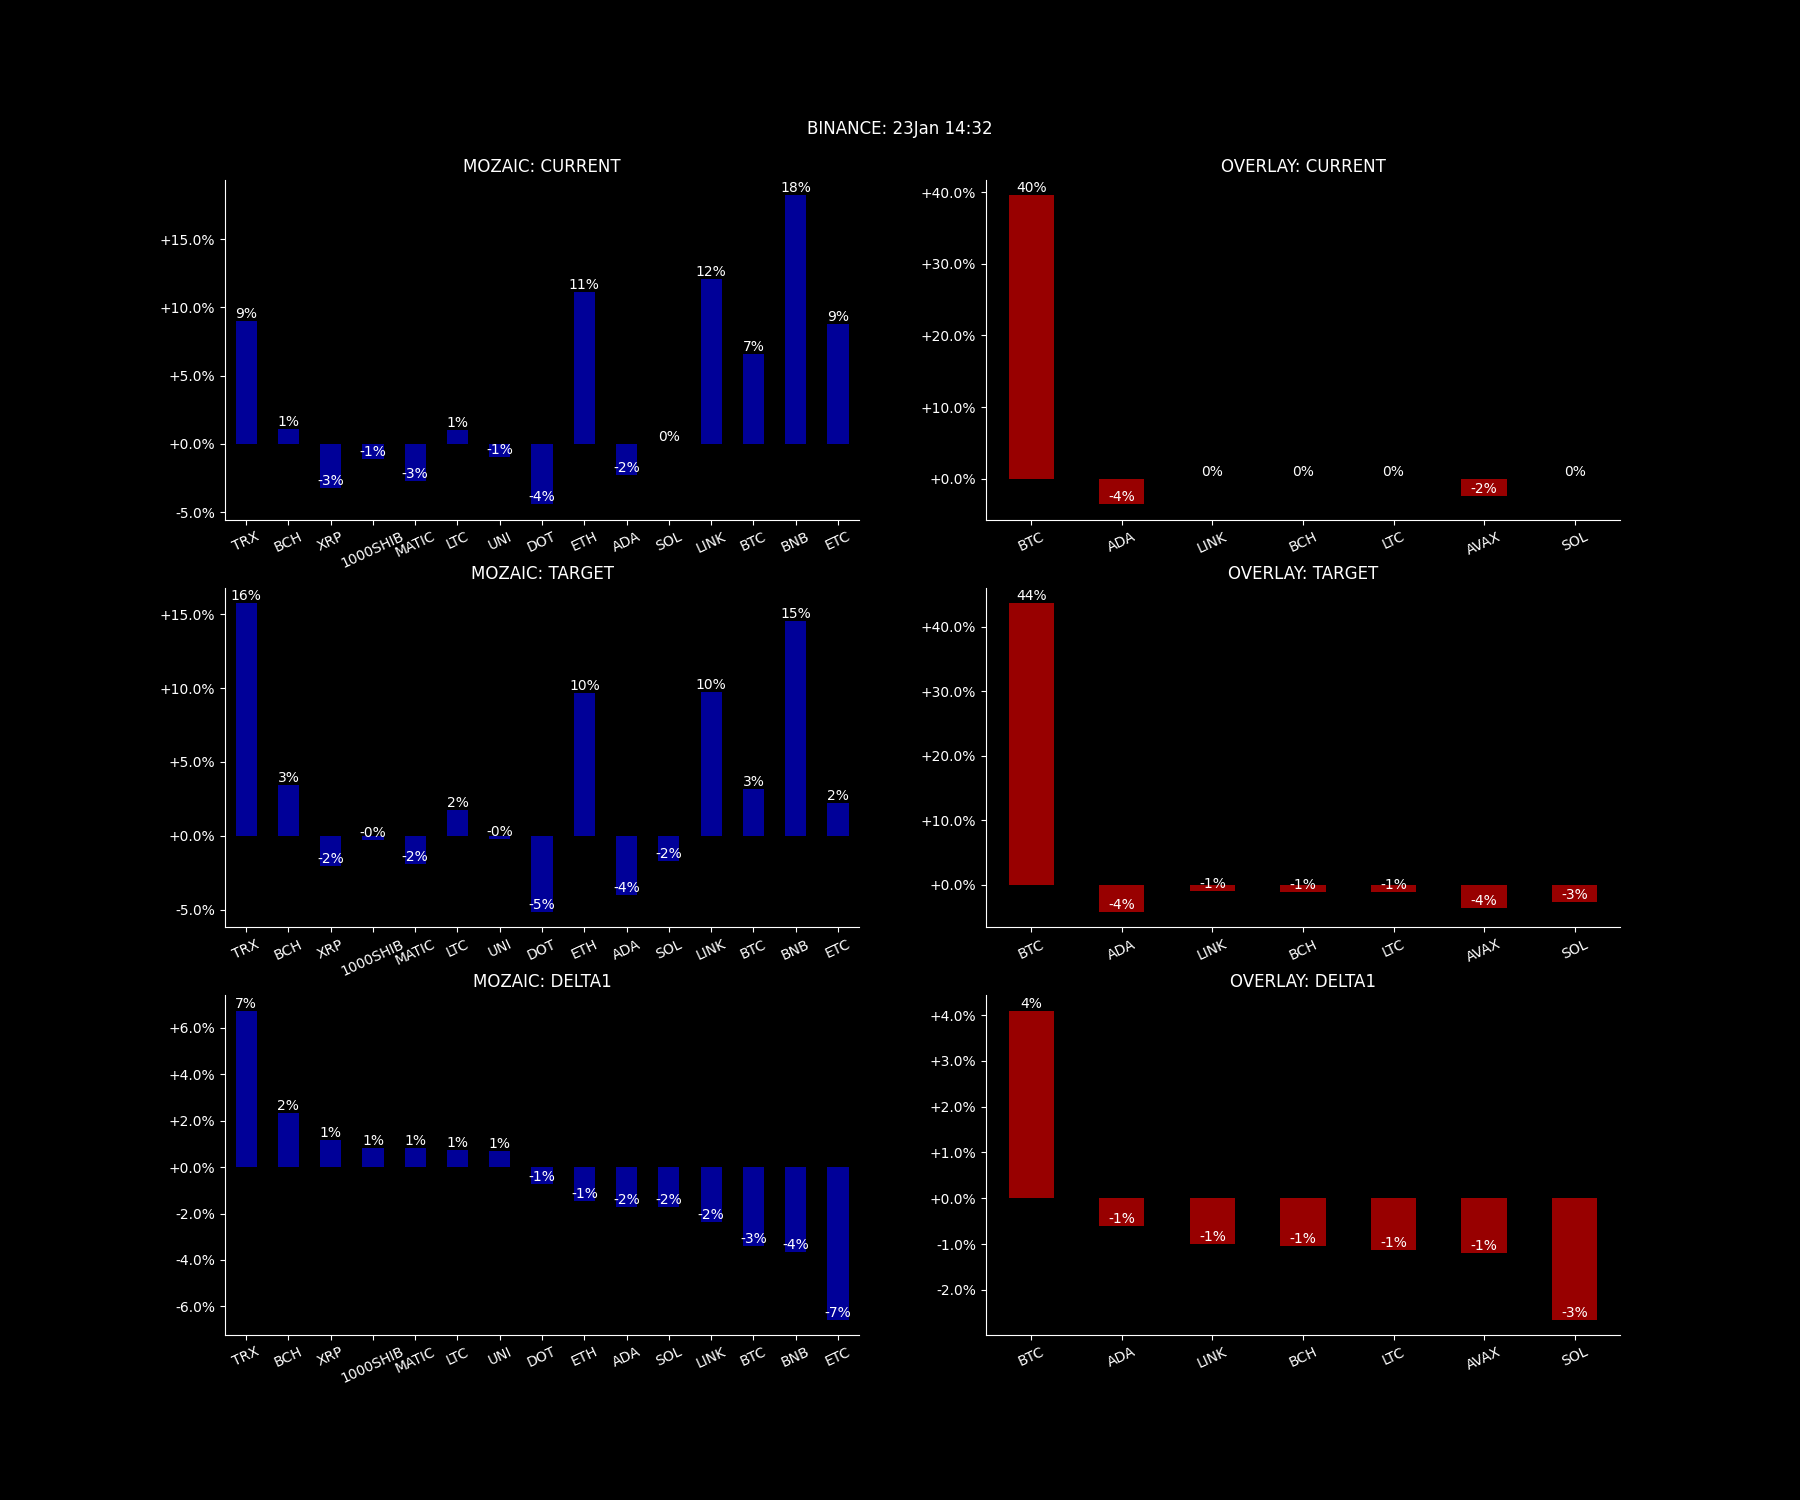 BINANCE: 23Jan 14:32
MOZAIC: CURRENT
+15.0%
+10.0%
+5.0%
+0.0%
-5.0%
9% 1% -3% -1% -3% 1% -1% -4% 11% -2% 0% 12% 7% 18% 9%
TRX BCH XRP 1000SHIB MATIC LTC UNI DOT ETH ADA SOL LINK BTC BNB ETC
OVERLAY: CURRENT
+40.0%
+30.0%
+20.0%
+10.0%
+0.0%
40% -4% 0% 0% 0% -2% 0%
BTC ADA LINK BCH LTC AVAX SOL
MOZAIC: TARGET
+15.0%
+10.0%
+5.0%
+0.0%
-5.0%
16% 3% -2% -0% -2% 2% -0% -5% 10% -4% -2% 10% 3% 15% 2%
TRX BCH XRP 1000SHIB MATIC LTC UNI DOT ETH ADA SOL LINK BTC BNB ETC
OVERLAY: TARGET
+40.0%
+30.0%
+20.0%
+10.0%
+0.0%
44% -4% -1% -1% -1% -4% -3%
BTC ADA LINK BCH LTC AVAX SOL
MOZAIC: DELTA1
+6.0%
+4.0%
+2.0%
+0.0%
-2.0%
-4.0%
-6.0%
7% 2% 1% 1% 1% 1% 1% -1% -1% -2% -2% -2% -3% -4% -7%
TRX BCH XRP 1000SHIB MATIC LTC UNI DOT ETH ADA SOL LINK BTC BNB ETC
OVERLAY: DELTA1
+4.0%
+3.0%
+2.0%
+1.0%
+0.0%
-1.0%
-2.0%
4% -1% -1% -1% -1% -1% -3%
BTC ADA LINK BCH LTC AVAX SOL